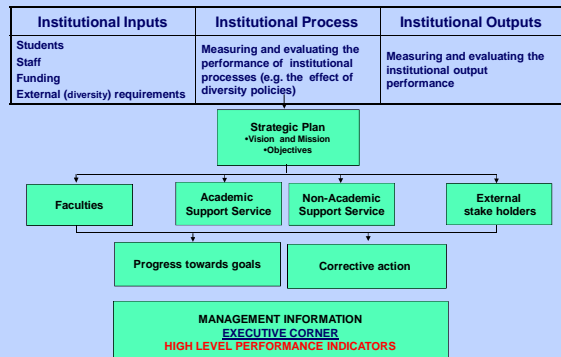 Institutional Inputs
Institutional Process
Institutional Outputs
Students
Staff
Funding
External (diversity) requirements
Measuring and evaluating the
performance of institutional
processes (e.g. the effect of
diversity policies)
Measuring and evaluating the
institutional output
performance
Strategic Plan
•Vision and Mission
•Objectives
Faculties
Academic
Support Service
Non-Academic
Support Service
External
stake holders
Progress towards goals
Corrective action
MANAGEMENT INFORMATION
EXECUTIVE CORNER
HIGH LEVEL PERFORMANCE INDICATORS